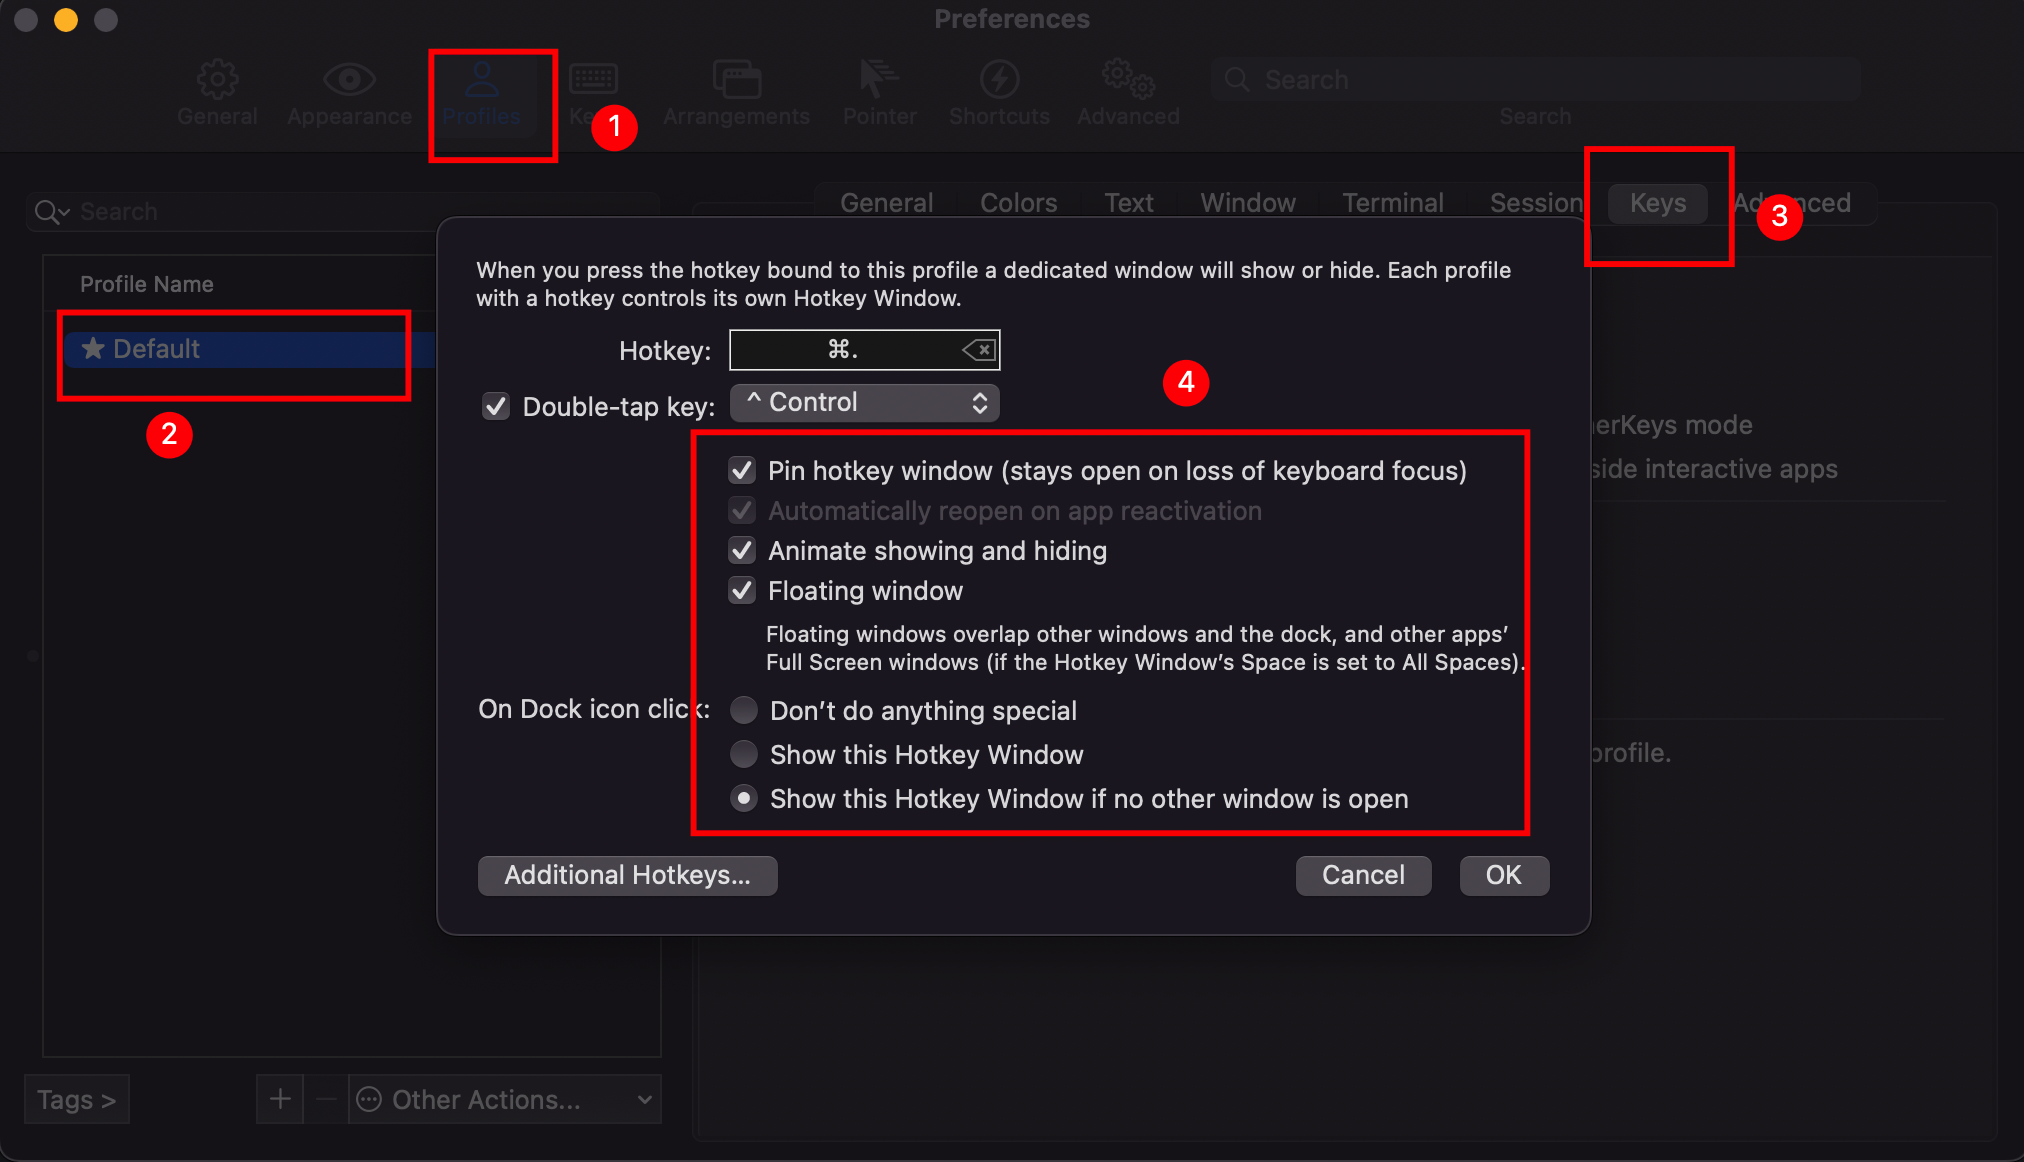 Preferences
General
Appearance
Profiles
Ke
1
Arrangements
Pointer
Shortcuts
Advanced
Search
Search
Search
General
Colors
Text
Window
Terminal
Session
Keys
Ad
nced
3
Profile Name
★ Default
2
When you press the hotkey bound to this profile a dedicated window will show or hide. Each profile
with a hotkey controls its own Hotkey Window.
Hotkey: ⌘.
Double-tap key: ^ Control
4
Pin hotkey window (stays open on loss of keyboard focus)
Automatically reopen on app reactivation
Animate showing and hiding
Floating window
Floating windows overlap other windows and the dock, and other apps’
Full Screen windows (if the Hotkey Window’s Space is set to All Spaces).
On Dock icon click: Don’t do anything special
Show this Hotkey Window
Show this Hotkey Window if no other window is open
Additional Hotkeys...
Cancel
OK
erKeys mode
side interactive apps
profile.
Tags >
+
−
Other Actions...